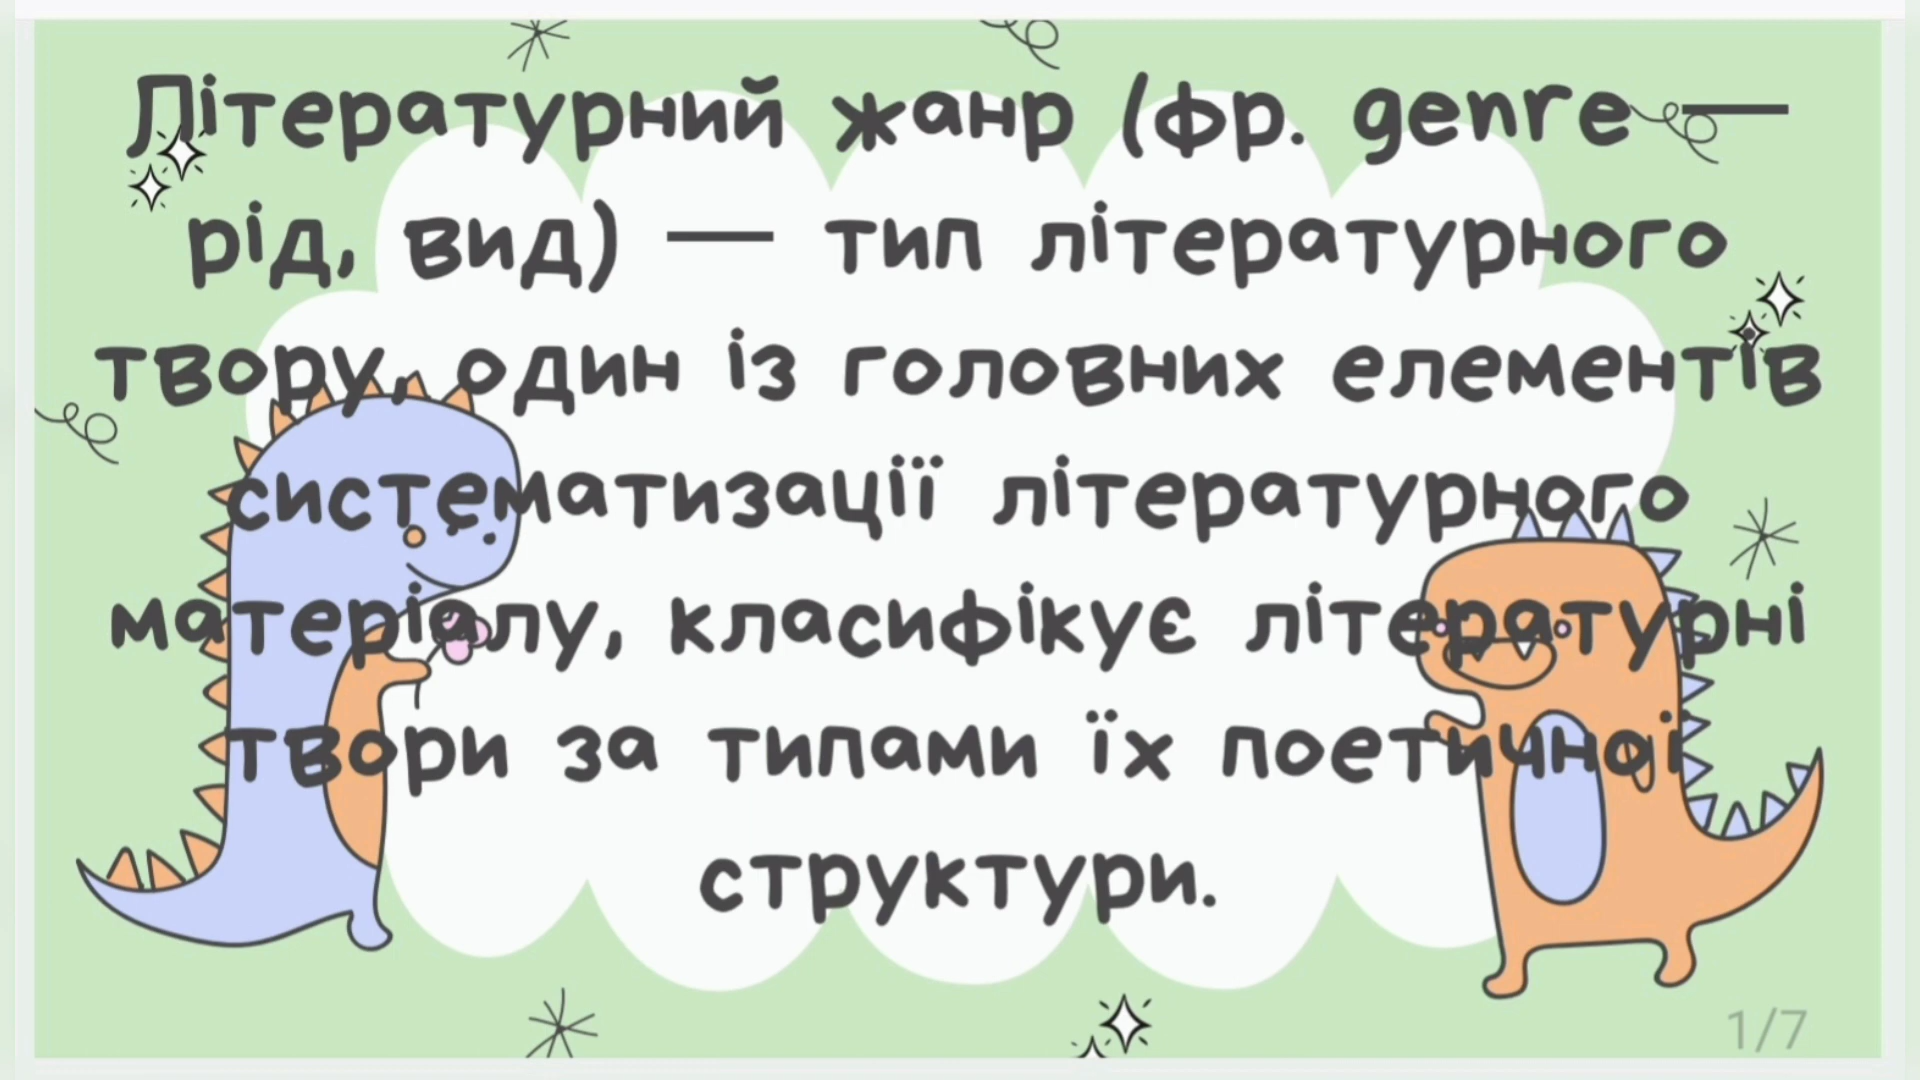 Літературний жанр (фр. genre —
рід, вид) — тип літературного
твору, один із головних елементів
систематизації літературного
матеріалу, класифікує літературні
твори за типами їх поетичної
структури.
1/7